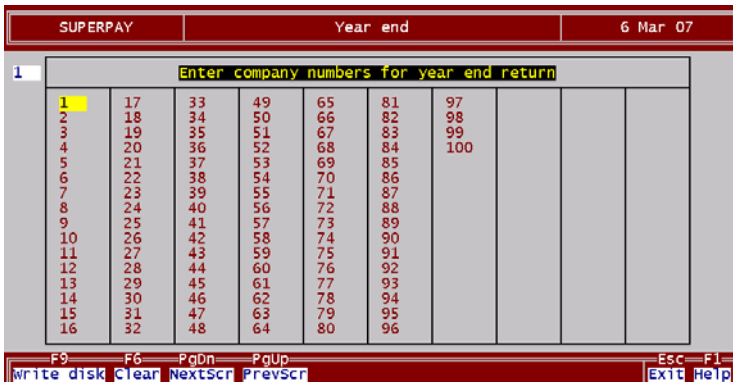 SUPERPAY Year end 6 Mar 07
1 Enter company numbers for year end return
1 17 33 49 65 81 97
2 18 34 50 66 82 98
3 19 35 51 67 83 99
4 20 36 52 68 84 100
5 21 37 53 69 85
6 22 38 54 70 86
7 23 39 55 71 87
8 24 40 56 72 88
9 25 41 57 73 89
10 26 42 58 74 90
11 27 43 59 75 91
12 28 44 60 76 92
13 29 45 61 77 93
14 30 46 62 78 94
15 31 47 63 79 95
16 32 48 64 80 96
F9 F6 PgDn PgUp Esc F1
Write disk Clear NextScr PrevScr Exit Help